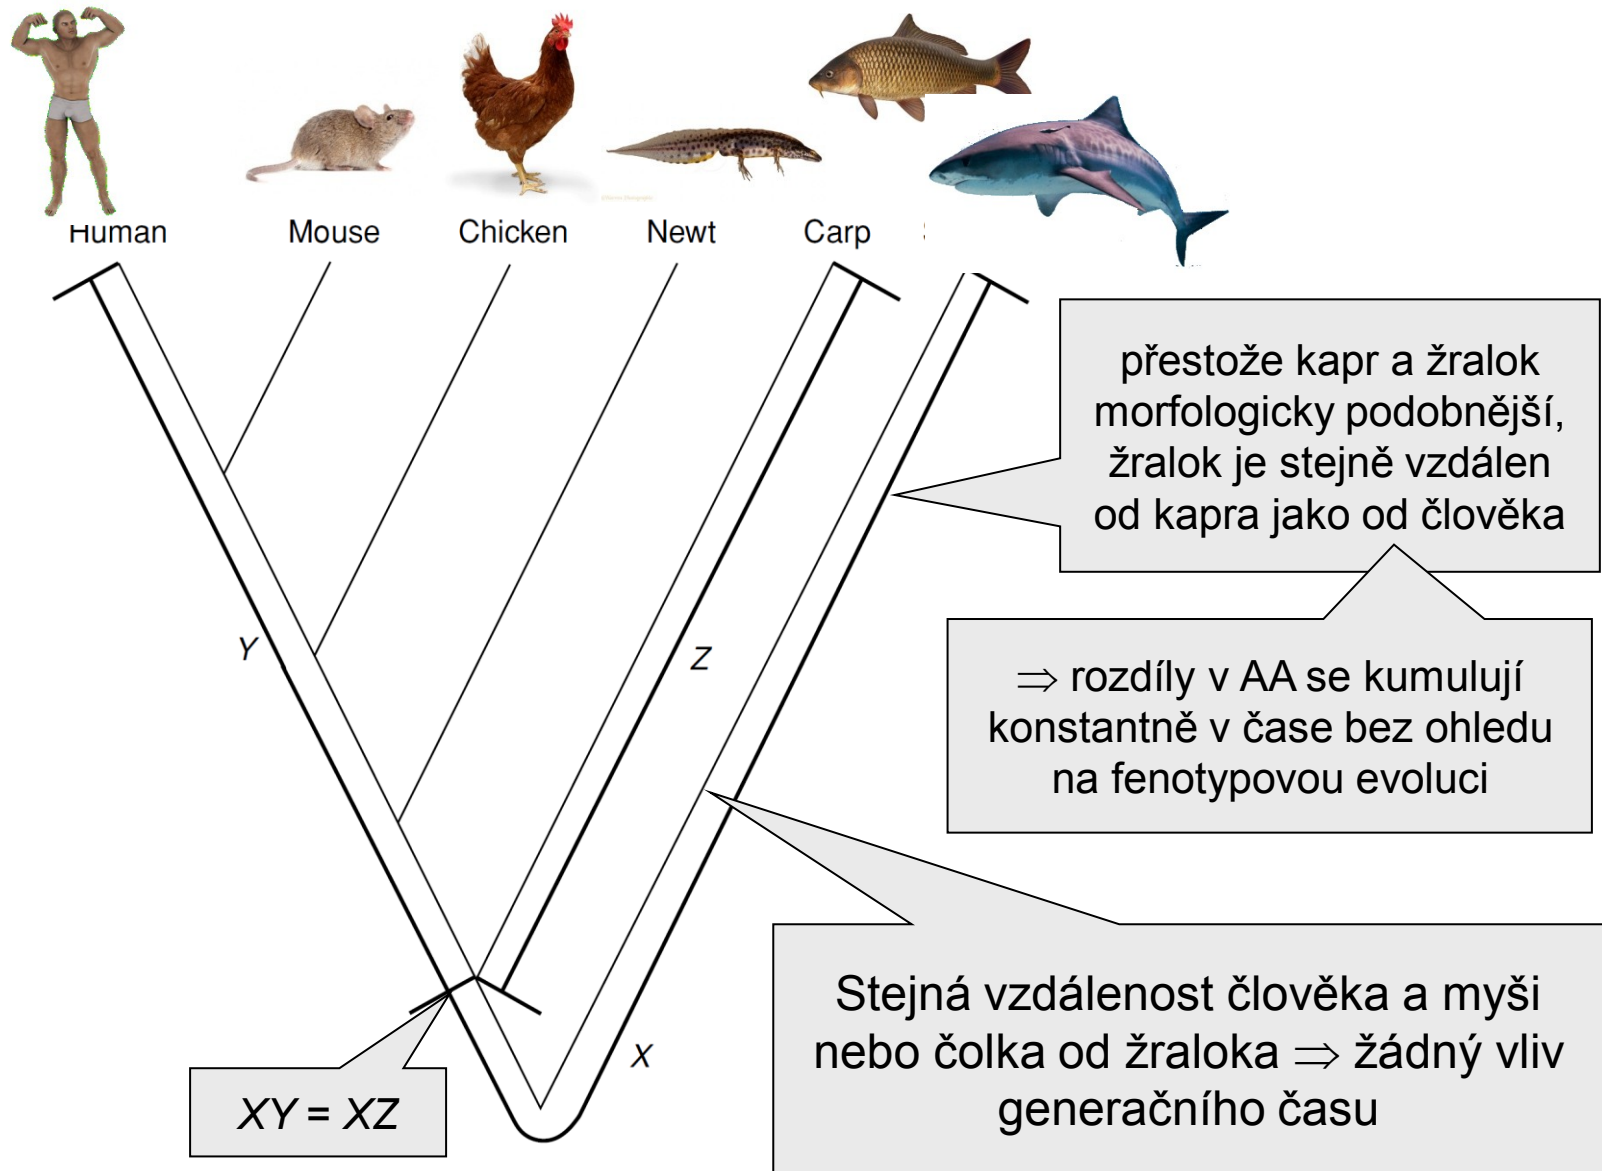 Human Mouse Chicken Newt Carp
přestože kapr a žralok
morfologicky podobnější,
žralok je stejně vzdálen
od kapra jako od člověka
Y
Z
⇒ rozdíly v AA se kumulují
konstantně v čase bez ohledu
na fenotypovou evoluci
Stejná vzdálenost člověka a myši
nebo čolka od žraloka ⇒ žádný vliv
generačního času
X
XY = XZ